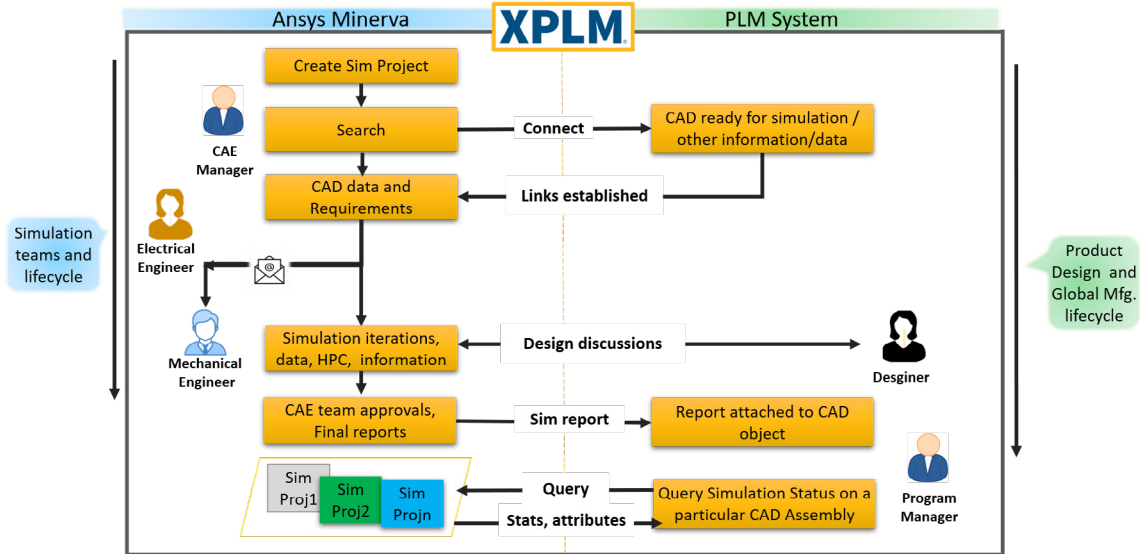 Ansys Minerva
XPLM
PLM System
Create Sim Project
Search
Connect
CAD ready for simulation /
other information/data
CAE
Manager
CAD data and
Requirements
Links established
Electrical
Engineer
Simulation
teams and
lifecycle
Product
Design and
Global Mfg.
lifecycle
Mechanical
Engineer
Simulation iterations,
data, HPC, information
Design discussions
Desginer
CAE team approvals,
Final reports
Sim report
Report attached to CAD
object
Sim
Proj1
Sim
Proj2
Sim
Projn
Query
Stats, attributes
Query Simulation Status on a
particular CAD Assembly
Program
Manager